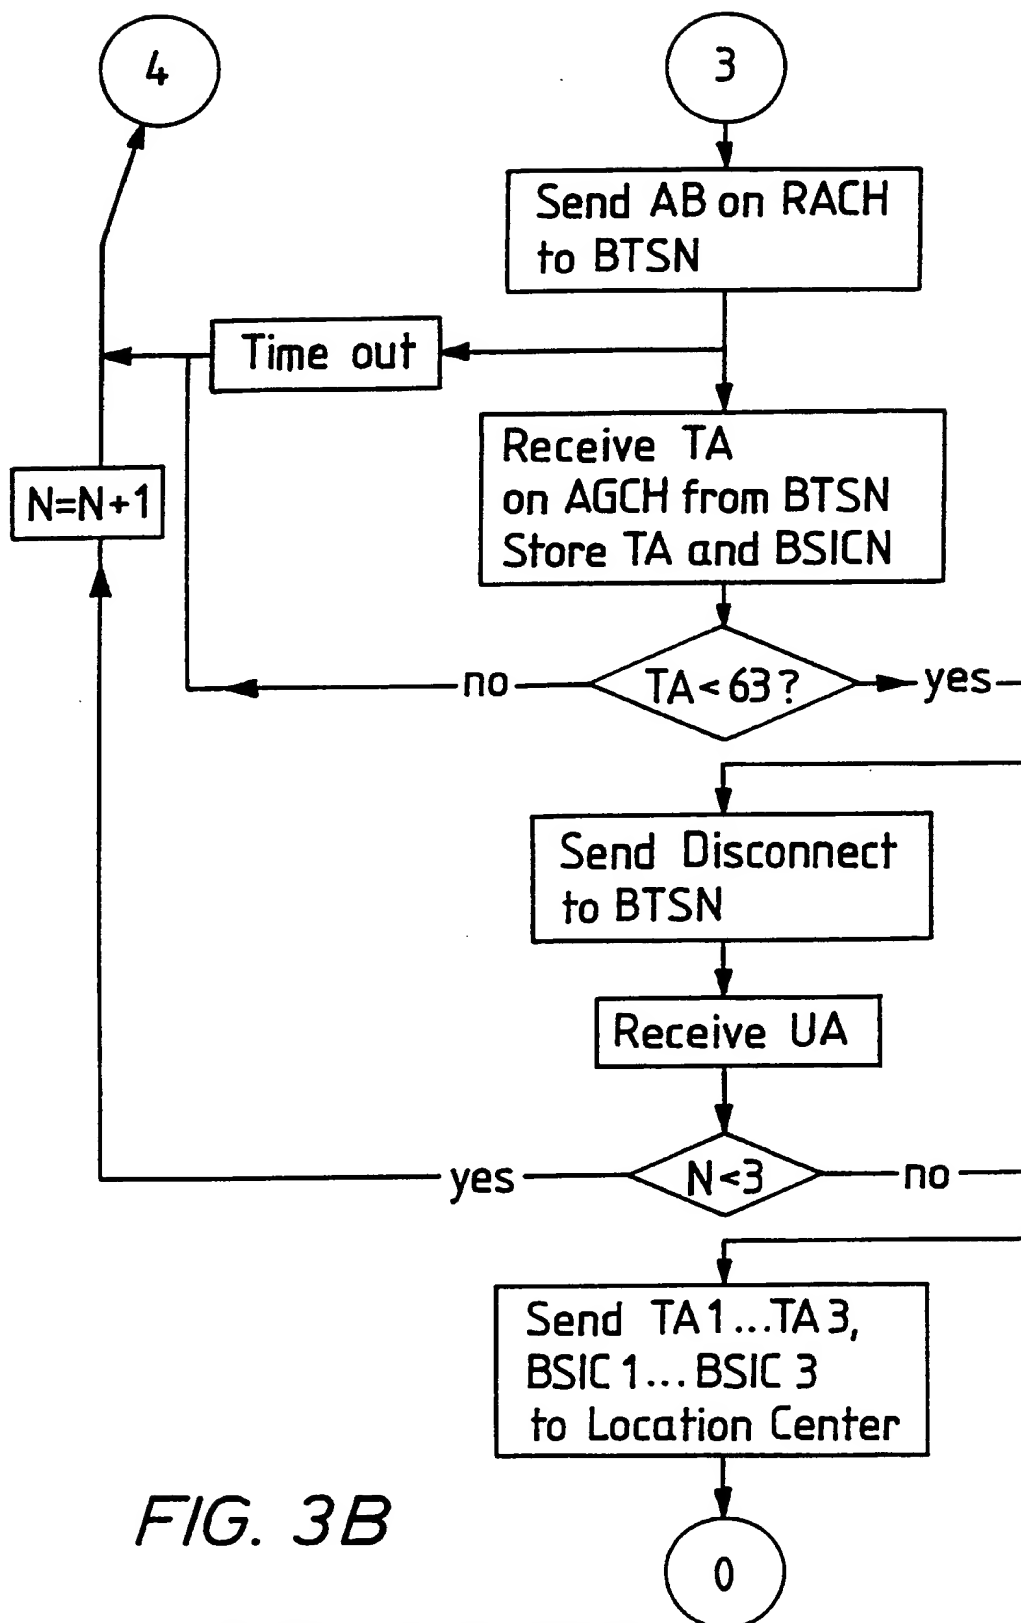 4
3
Send AB on RACH
to BTSN
Time out
Receive TA
on AGCH from BTSN
Store TA and BSICN
N=N+1
no
TA<63?
yes
Send Disconnect
to BTSN
Receive UA
yes
N<3
no
Send TA1...TA3,
BSIC1...BSIC3
to Location Center
FIG. 3B
0